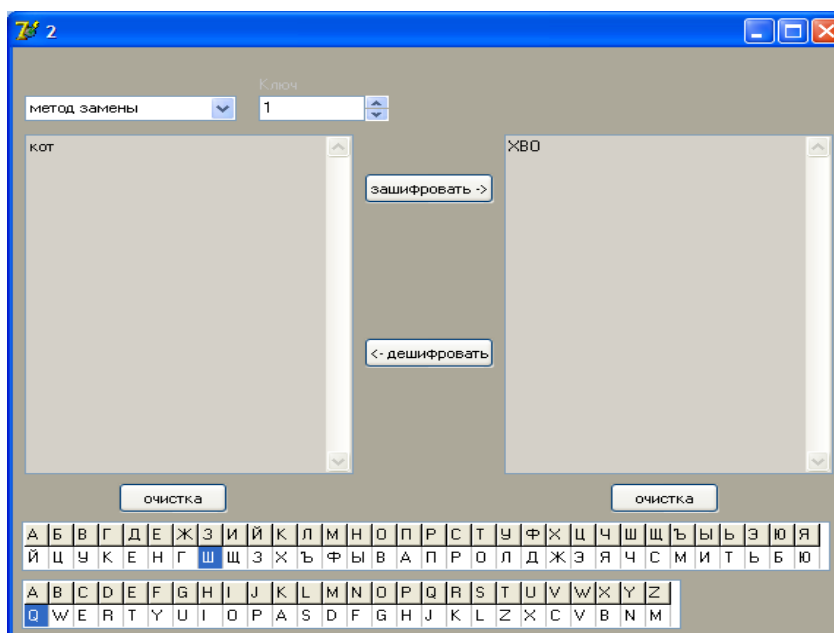 2
Ключ
метод замены 1
кот
ХВО
зашифровать ->
<- дешифровать
очистка
очистка
А Б В Г Д Е Ж З И Й К Л М Н О П Р С Т У Ф Х Ц Ч Ш Щ Ъ Ы Ь Э Ю Я
Й Ц У К Е Н Г Ш Щ З Х Ъ Ф Ы В А П Р О Л Д Ж Э Я Ч С М И Т Ь Б Ю
A B C D E F G H I J K L M N O P Q R S T U V W X Y Z
Q W E R T Y U I O P A S D F G H J K L Z X C V B N M